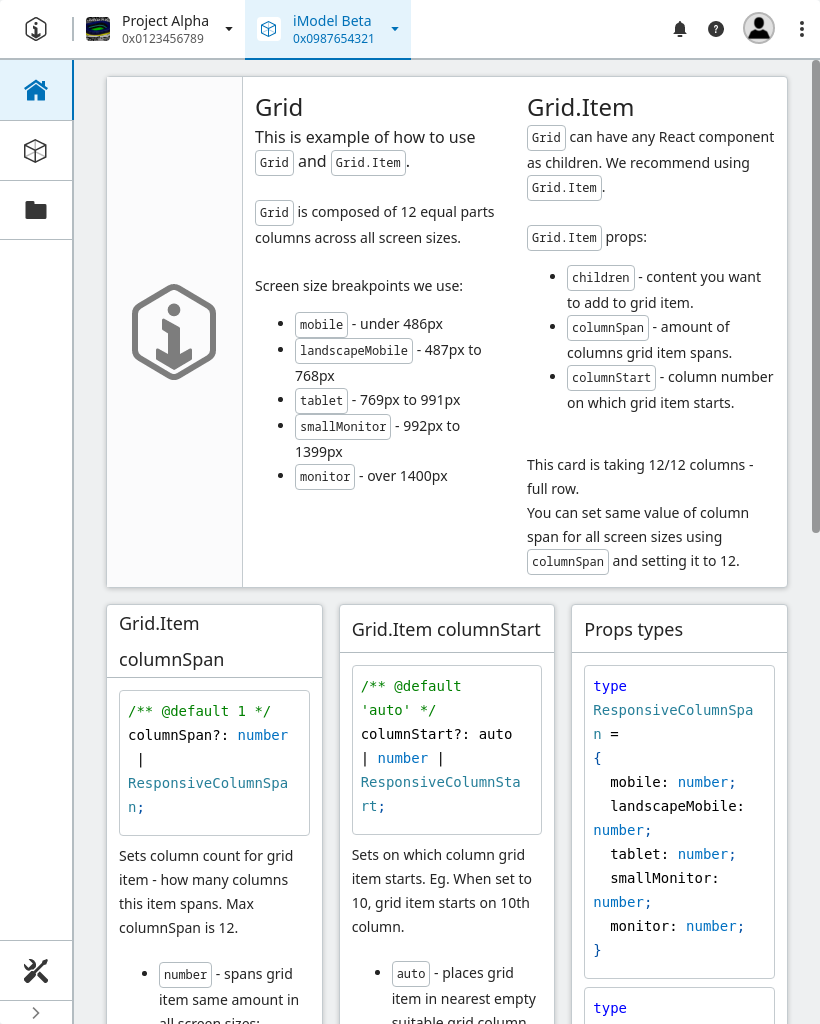 Project Alpha
0x0123456789
iModel Beta
0x0987654321
Grid
This is example of how to use
Grid and Grid.Item.
Grid is composed of 12 equal parts
columns across all screen sizes.
Screen size breakpoints we use:
mobile - under 486px
landscapeMobile - 487px to
768px
tablet - 769px to 991px
smallMonitor - 992px to
1399px
monitor - over 1400px
Grid.Item
Grid can have any React component
as children. We recommend using
Grid.Item.
Grid.Item props:
children - content you want
to add to grid item.
columnSpan - amount of
columns grid item spans.
columnStart - column number
on which grid item starts.
This card is taking 12/12 columns -
full row.
You can set same value of column
span for all screen sizes using
columnSpan and setting it to 12.
Grid.Item
columnSpan
/** @default 1 */
columnSpan?: number
|
ResponsiveColumnSpa
n;
Sets column count for grid
item - how many columns
this item spans. Max
columnSpan is 12.
number - spans grid
item same amount in
all screen sizes;
Grid.Item columnStart
/** @default
'auto' */
columnStart?: auto
| number |
ResponsiveColumnSta
rt;
Sets on which column grid
item starts. Eg. When set to
10, grid item starts on 10th
column.
auto - places grid
item in nearest empty
suitable grid column
Props types
type
ResponsiveColumnSpa
n =
{
mobile: number;
landscapeMobile:
number;
tablet: number;
smallMonitor:
number;
monitor: number;
}
type